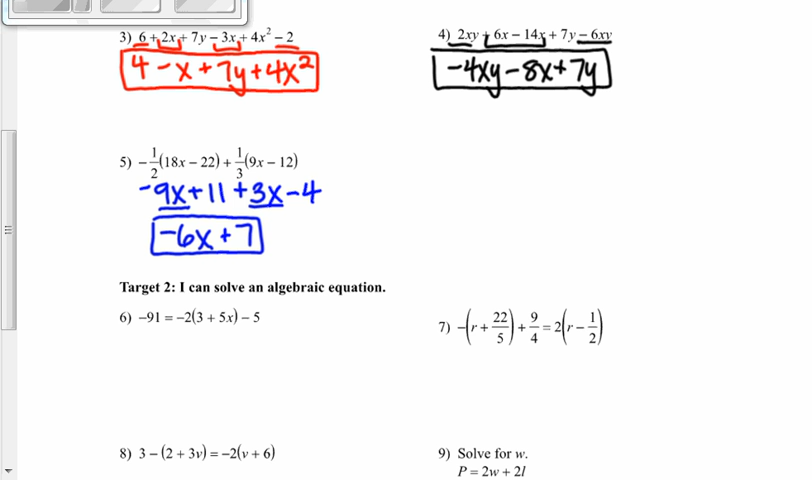 3) 6 + 2x + 7y − 3x + 4x² − 2
4 − x + 7y + 4x²
4) 2xy + 6x − 14x + 7y − 6xy
−4xy − 8x + 7y
5) −1/2(18x − 22) + 1/3(9x − 12)
−9x + 11 + 3x − 4
−6x + 7
Target 2: I can solve an algebraic equation.
6) −91 = −2(3 + 5x) − 5
7) −(r + 22/5) + 9/4 = 2(r − 1/2)
8) 3 − (2 + 3v) = −2(v + 6)
9) Solve for w.
P = 2w + 2l